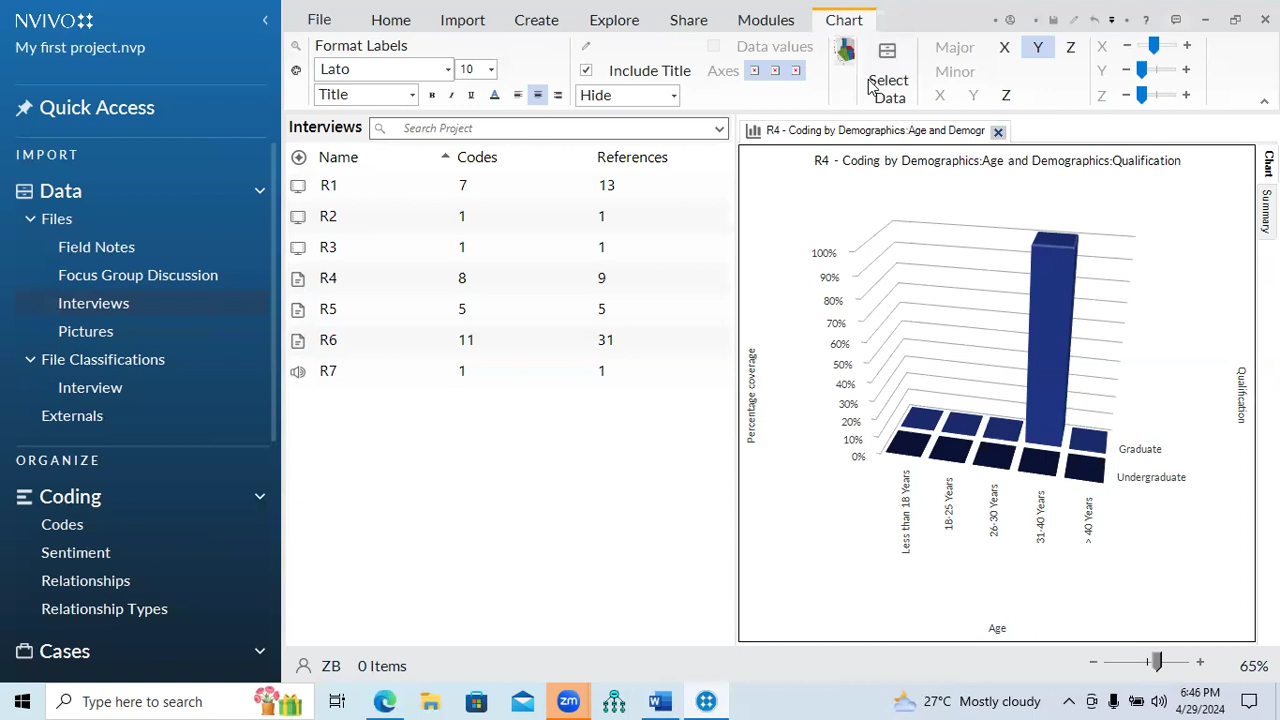 NVIVO
My first project.nvp
File Home Import Create Explore Share Modules Chart
Format Labels
Lato 10
Title B I U A
Include Title
Hide
Data values
Axes
Select Data
Major X Y Z
Minor X Y Z
X - +
Y - +
Z - +
Quick Access
IMPORT
Data
Files
Field Notes
Focus Group Discussion
Interviews
Pictures
File Classifications
Interview
Externals
ORGANIZE
Coding
Codes
Sentiment
Relationships
Relationship Types
Cases
Interviews Search Project
Name Codes References
R1 7 13
R2 1 1
R3 1 1
R4 8 9
R5 5 5
R6 11 31
R7 1 1
R4 - Coding by Demographics:Age and Demogr
Chart
Summary
R4 - Coding by Demographics:Age and Demographics:Qualification
100%
90%
80%
70%
60%
50%
40%
30%
20%
10%
0%
Percentage coverage
Qualification
Graduate
Undergraduate
Less than 18 Years
18-25 Years
26-30 Years
31-40 Years
> 40 Years
Age
ZB 0 Items
65%
Type here to search
zm
27°C Mostly cloudy
6:46 PM
4/29/2024